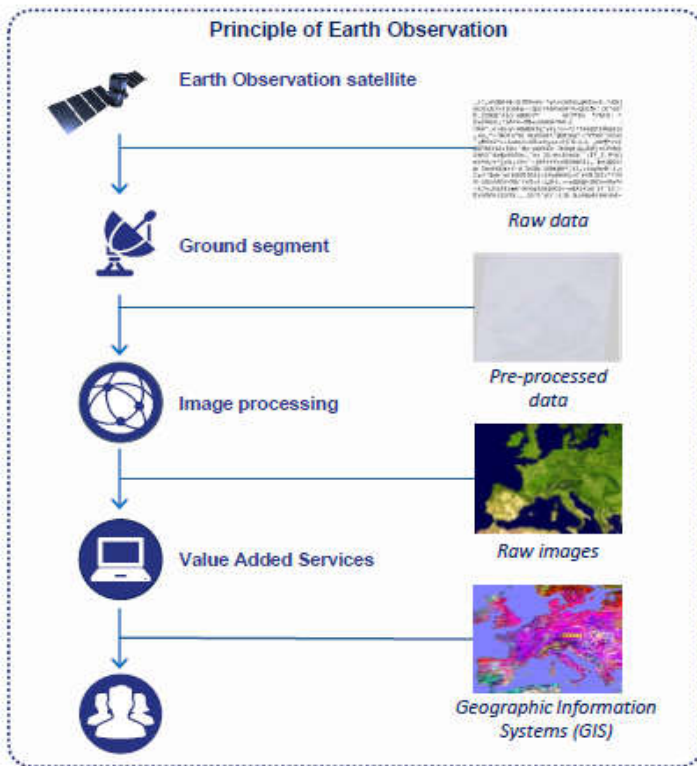 Principle of Earth Observation
Earth Observation satellite
Raw data
Ground segment
Pre-processed
data
Image processing
Raw images
Value Added Services
Geographic Information
Systems (GIS)